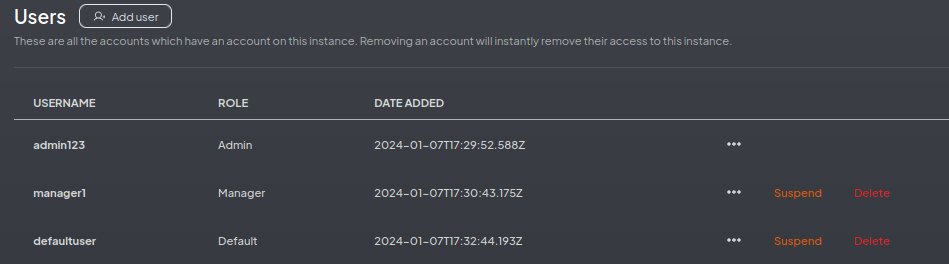 Users Add user
These are all the accounts which have an account on this instance. Removing an account will instantly remove their access to this instance.
USERNAME ROLE DATE ADDED
admin123 Admin 2024-01-07T17:29:52.588Z •••
manager1 Manager 2024-01-07T17:30:43.175Z ••• Suspend Delete
defaultuser Default 2024-01-07T17:32:44.193Z ••• Suspend Delete